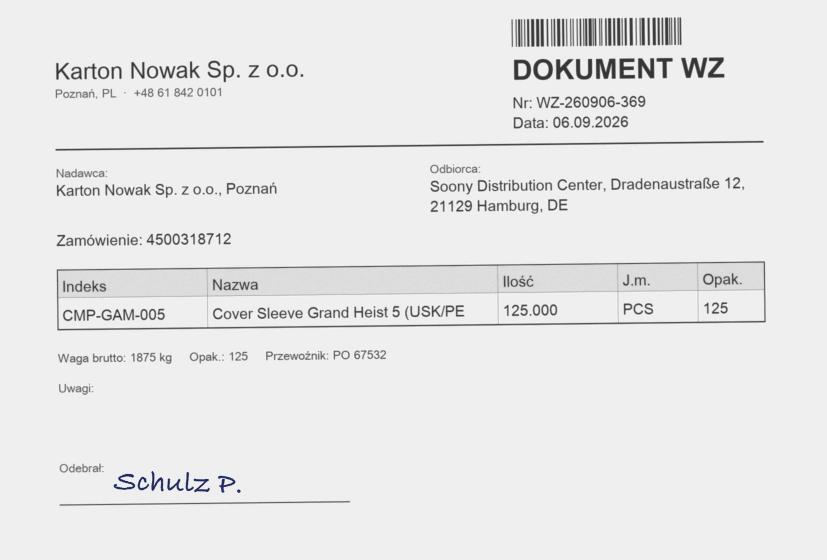 Karton Nowak Sp. z o.o.
Poznań, PL · +48 61 842 0101
DOKUMENT WZ
Nr: WZ-260906-369
Data: 06.09.2026
Nadawca:
Karton Nowak Sp. z o.o., Poznań
Odbiorca:
Soony Distribution Center, Dradenaustraße 12,
21129 Hamburg, DE
Zamówienie: 4500318712
Indeks Nazwa Ilość J.m. Opak.
CMP-GAM-005 Cover Sleeve Grand Heist 5 (USK/PE 125.000 PCS 125
Waga brutto: 1875 kg Opak.: 125 Przewoźnik: PO 67532
Uwagi:
Odebrał:
Schulz P.